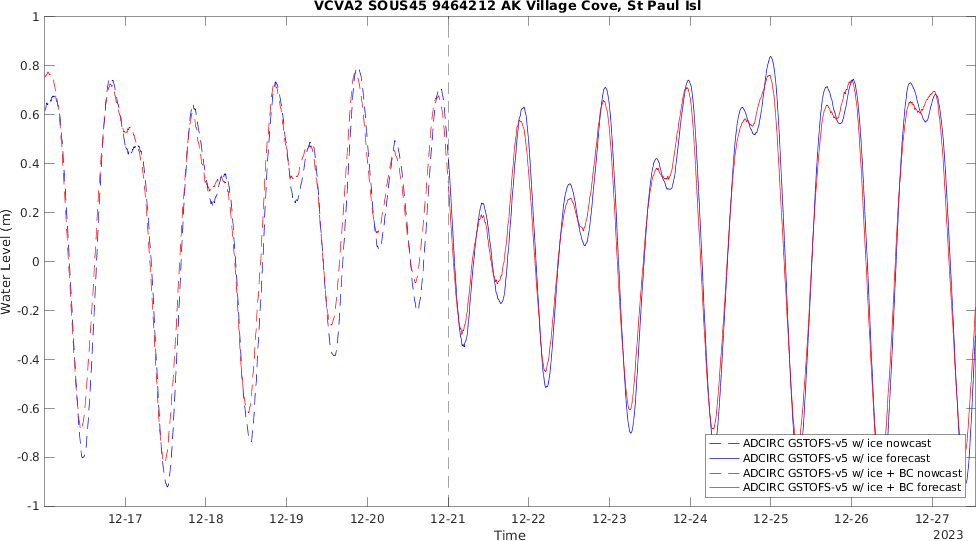 VCVA2 SOUS45 9464212 AK Village Cove, St Paul Isl
1
0.8
0.6
0.4
0.2
0
-0.2
-0.4
-0.6
-0.8
-1
Water Level (m)
ADCIRC GSTOFS-v5 w/ ice nowcast
ADCIRC GSTOFS-v5 w/ ice forecast
ADCIRC GSTOFS-v5 w/ ice + BC nowcast
ADCIRC GSTOFS-v5 w/ ice + BC forecast
12-17 12-18 12-19 12-20 12-21 12-22 12-23 12-24 12-25 12-26 12-27
Time
2023